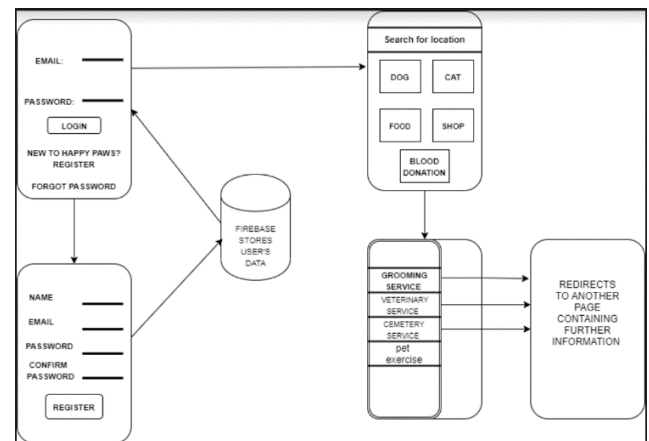 EMAIL:
PASSWORD:
LOGIN
NEW TO HAPPY PAWS?
REGISTER
FORGOT PASSWORD
NAME
EMAIL
PASSWORD
CONFIRM
PASSWORD
REGISTER
FIREBASE
STORES
USER'S
DATA
Search for location
DOG
CAT
FOOD
SHOP
BLOOD
DONATION
GROOMING
SERVICE
VETERINARY
SERVICE
CEMETERY
SERVICE
pet
exercise
REDIRECTS
TO ANOTHER
PAGE
CONTAINING
FURTHER
INFORMATION